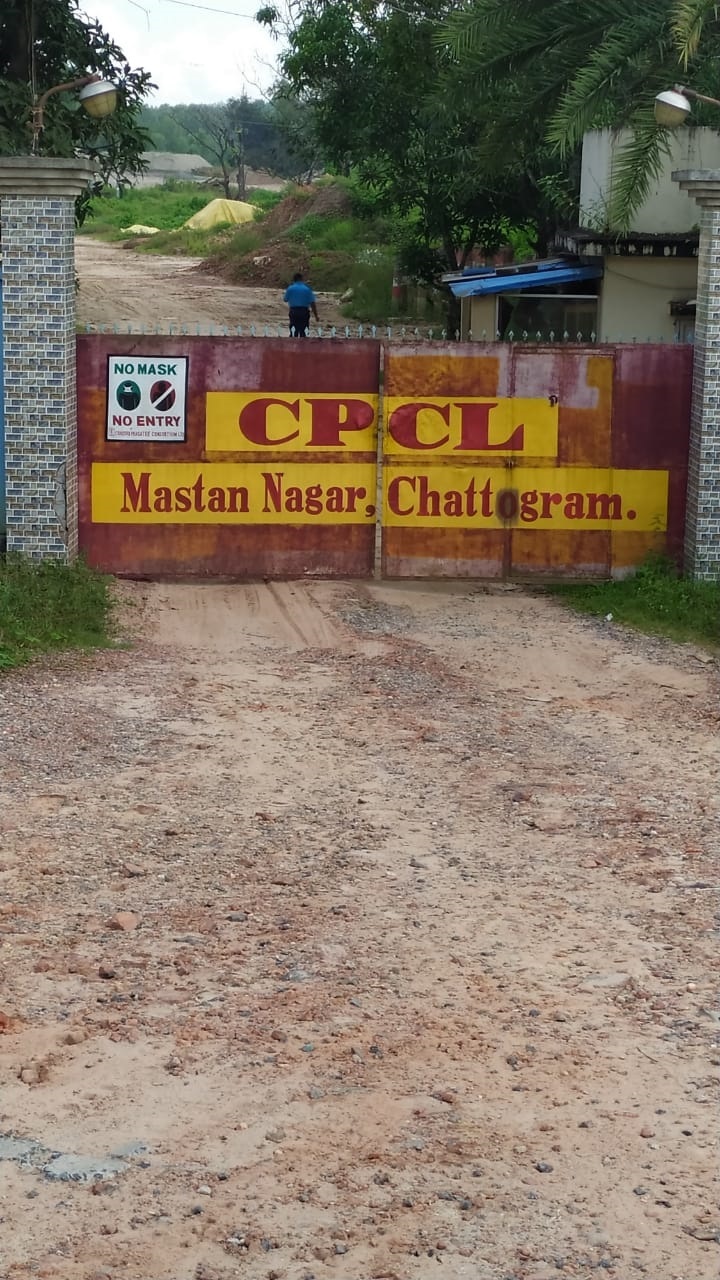 NO MASK
NO ENTRY
CPCL
Mastan Nagar, Chattogram.